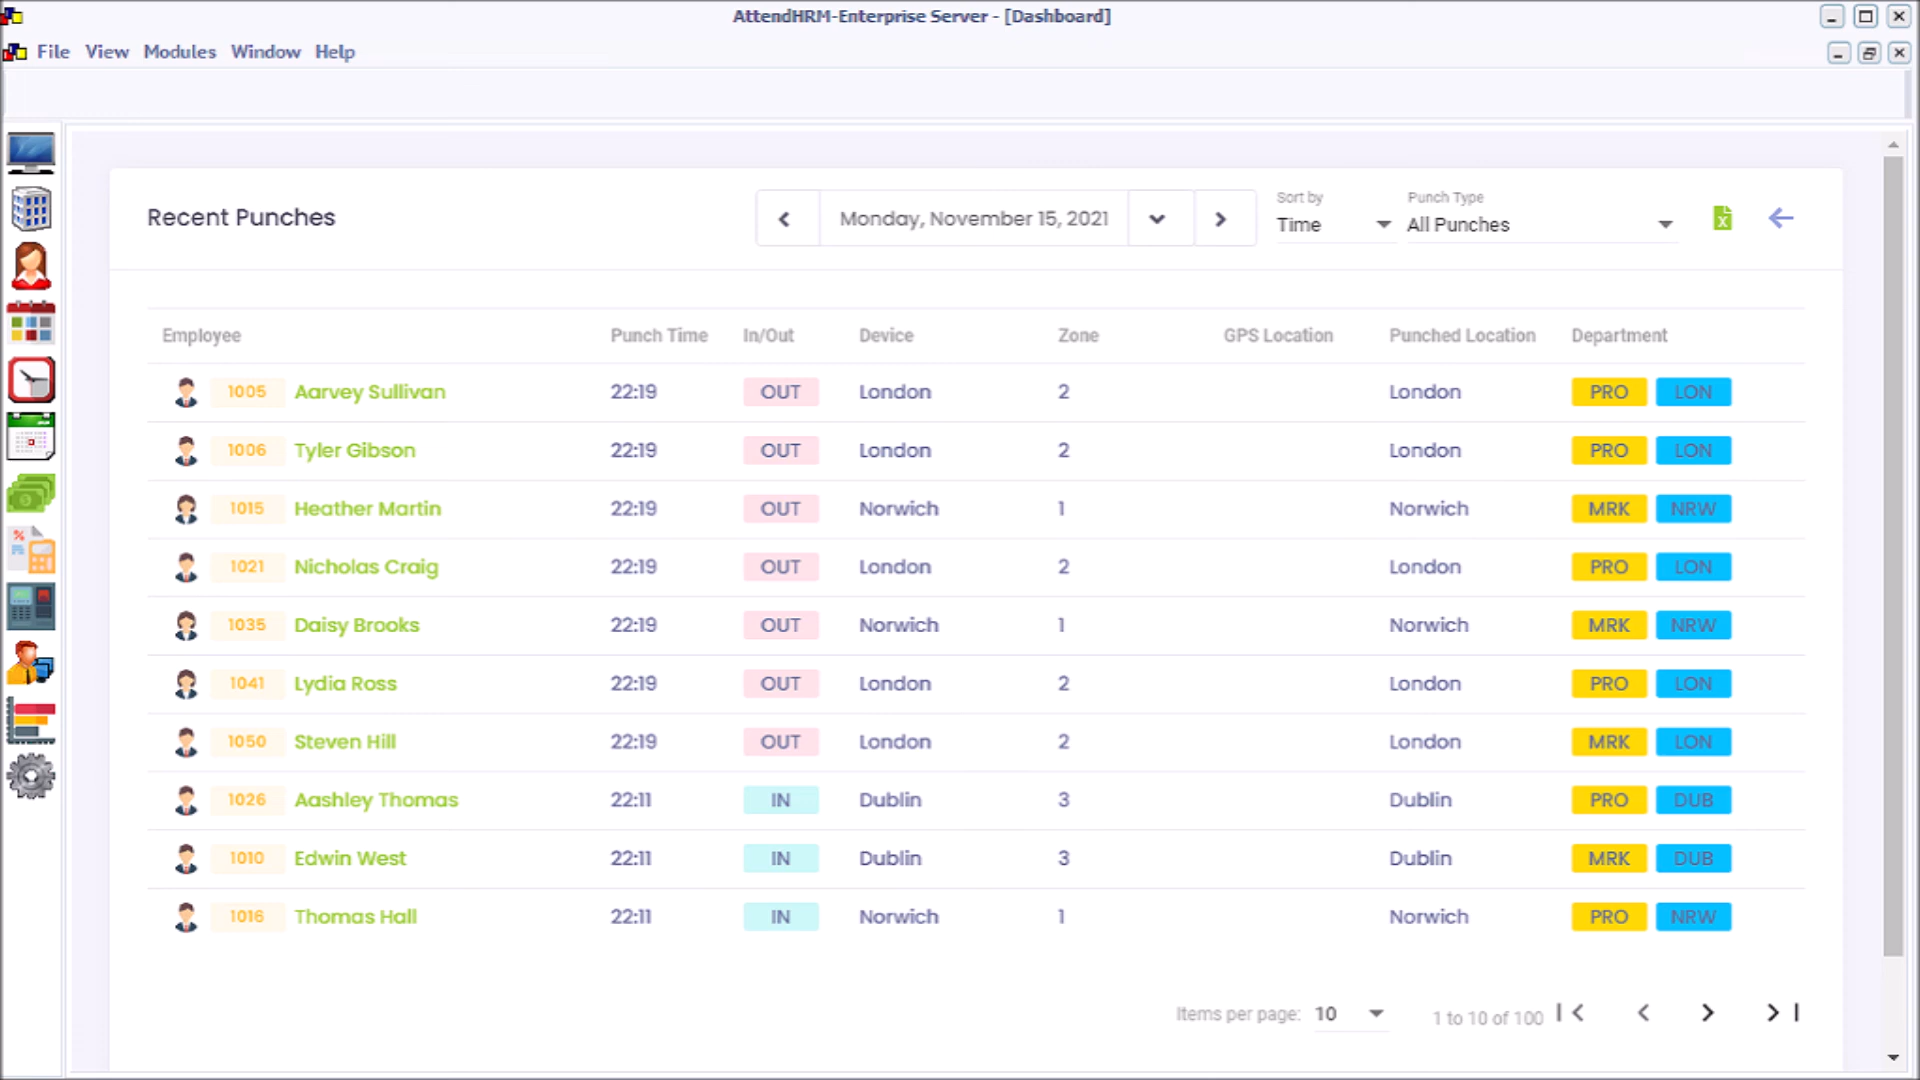 AttendHRM-Enterprise Server - [Dashboard]
File View Modules Window Help
Recent Punches
Monday, November 15, 2021
Sort by
Time
Punch Type
All Punches
Employee Punch Time In/Out Device Zone GPS Location Punched Location Department
1005 Aarvey Sullivan 22:19 OUT London 2 London PRO LON
1006 Tyler Gibson 22:19 OUT London 2 London PRO LON
1015 Heather Martin 22:19 OUT Norwich 1 Norwich MRK NRW
1021 Nicholas Craig 22:19 OUT London 2 London PRO LON
1035 Daisy Brooks 22:19 OUT Norwich 1 Norwich MRK NRW
1041 Lydia Ross 22:19 OUT London 2 London PRO LON
1050 Steven Hill 22:19 OUT London 2 London MRK LON
1026 Aashley Thomas 22:11 IN Dublin 3 Dublin PRO DUB
1010 Edwin West 22:11 IN Dublin 3 Dublin MRK DUB
1016 Thomas Hall 22:11 IN Norwich 1 Norwich PRO NRW
Items per page: 10 1 to 10 of 100